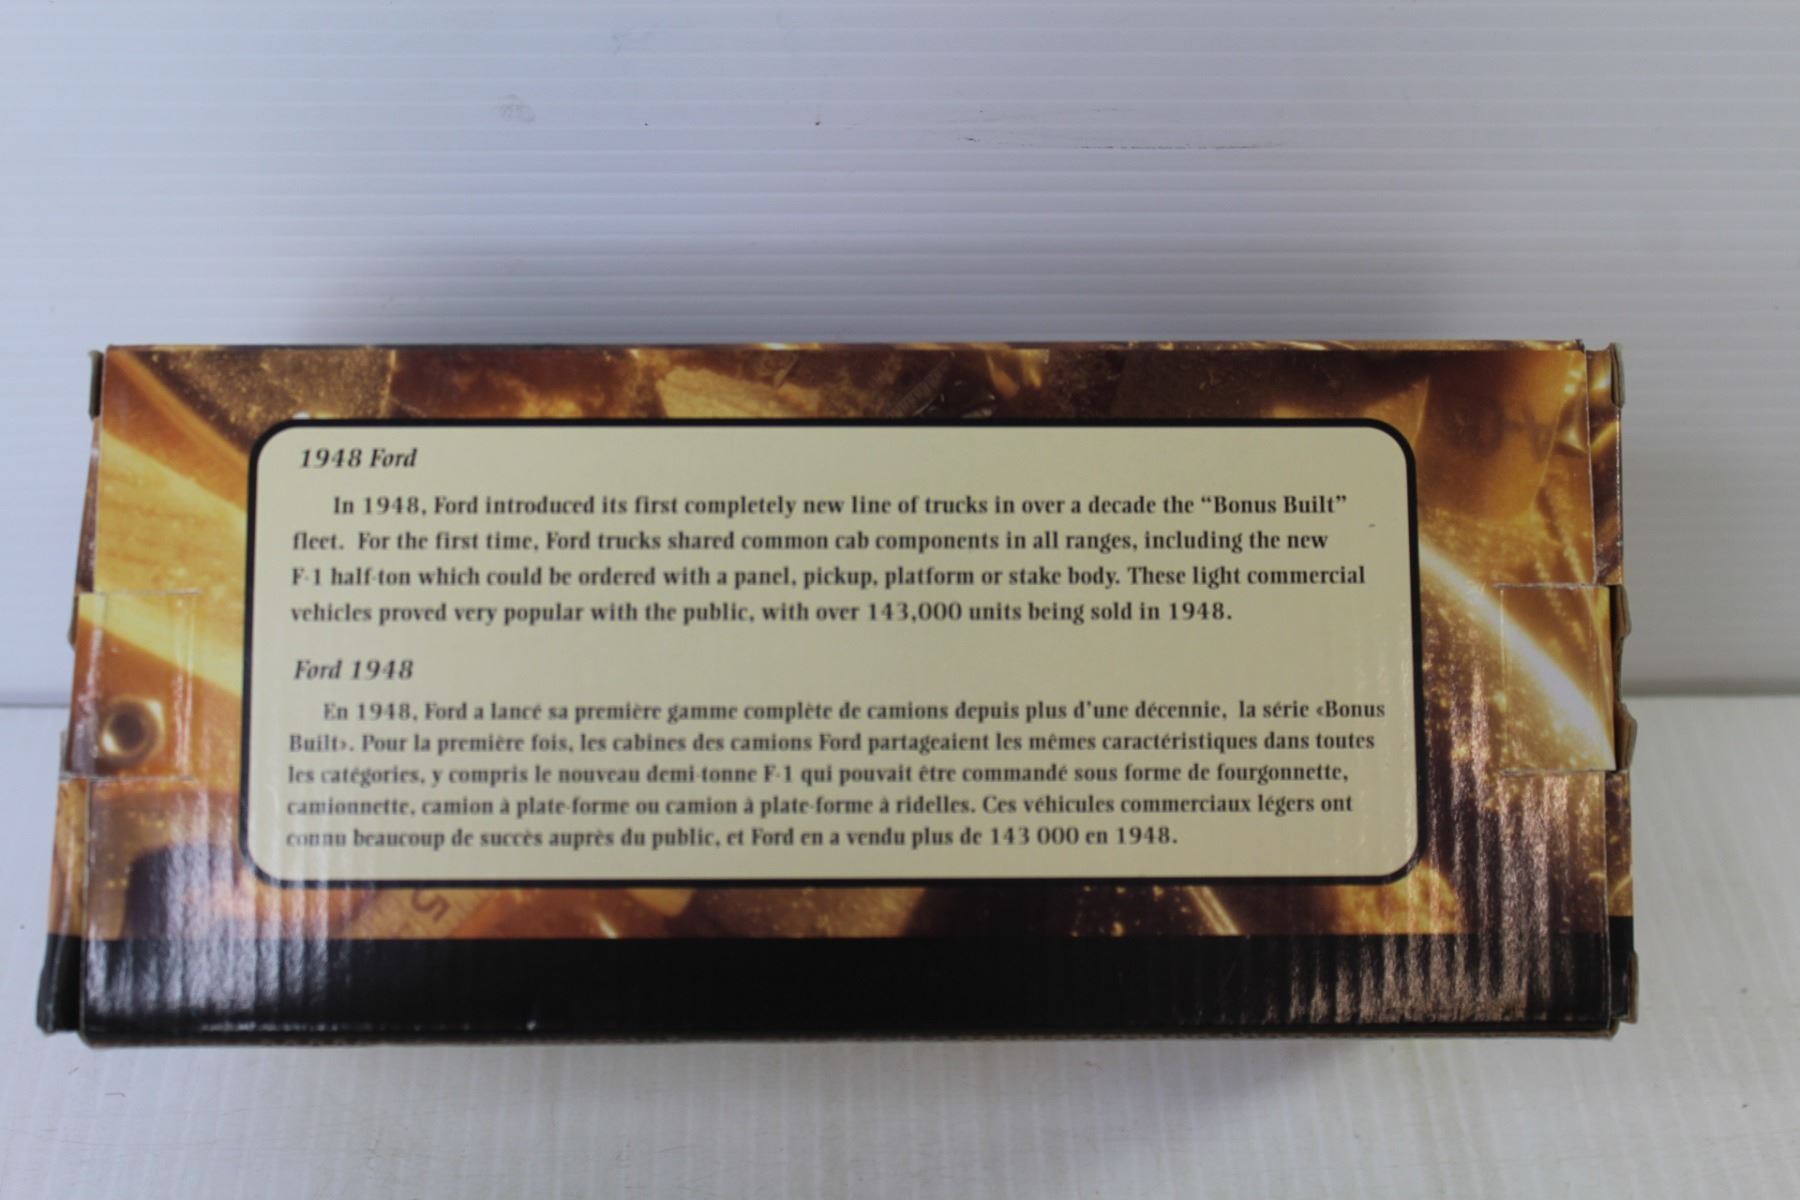 1948 Ford
In 1948, Ford introduced its first completely new line of trucks in over a decade the “Bonus Built”
fleet. For the first time, Ford trucks shared common cab components in all ranges, including the new
F-1 half-ton which could be ordered with a panel, pickup, platform or stake body. These light commercial
vehicles proved very popular with the public, with over 143,000 units being sold in 1948.
Ford 1948
En 1948, Ford a lancé sa première gamme complète de camions depuis plus d'une décennie, la série «Bonus
Built». Pour la première fois, les cabines des camions Ford partageaient les mêmes caractéristiques dans toutes
les catégories, y compris le nouveau demi-tonne F-1 qui pouvait être commandé sous forme de fourgonnette,
camionnette, camion à plate-forme ou camion à plate-forme à ridelles. Ces véhicules commerciaux légers ont
connu beaucoup de succès auprès du public, et Ford en a vendu plus de 143 000 en 1948.
5